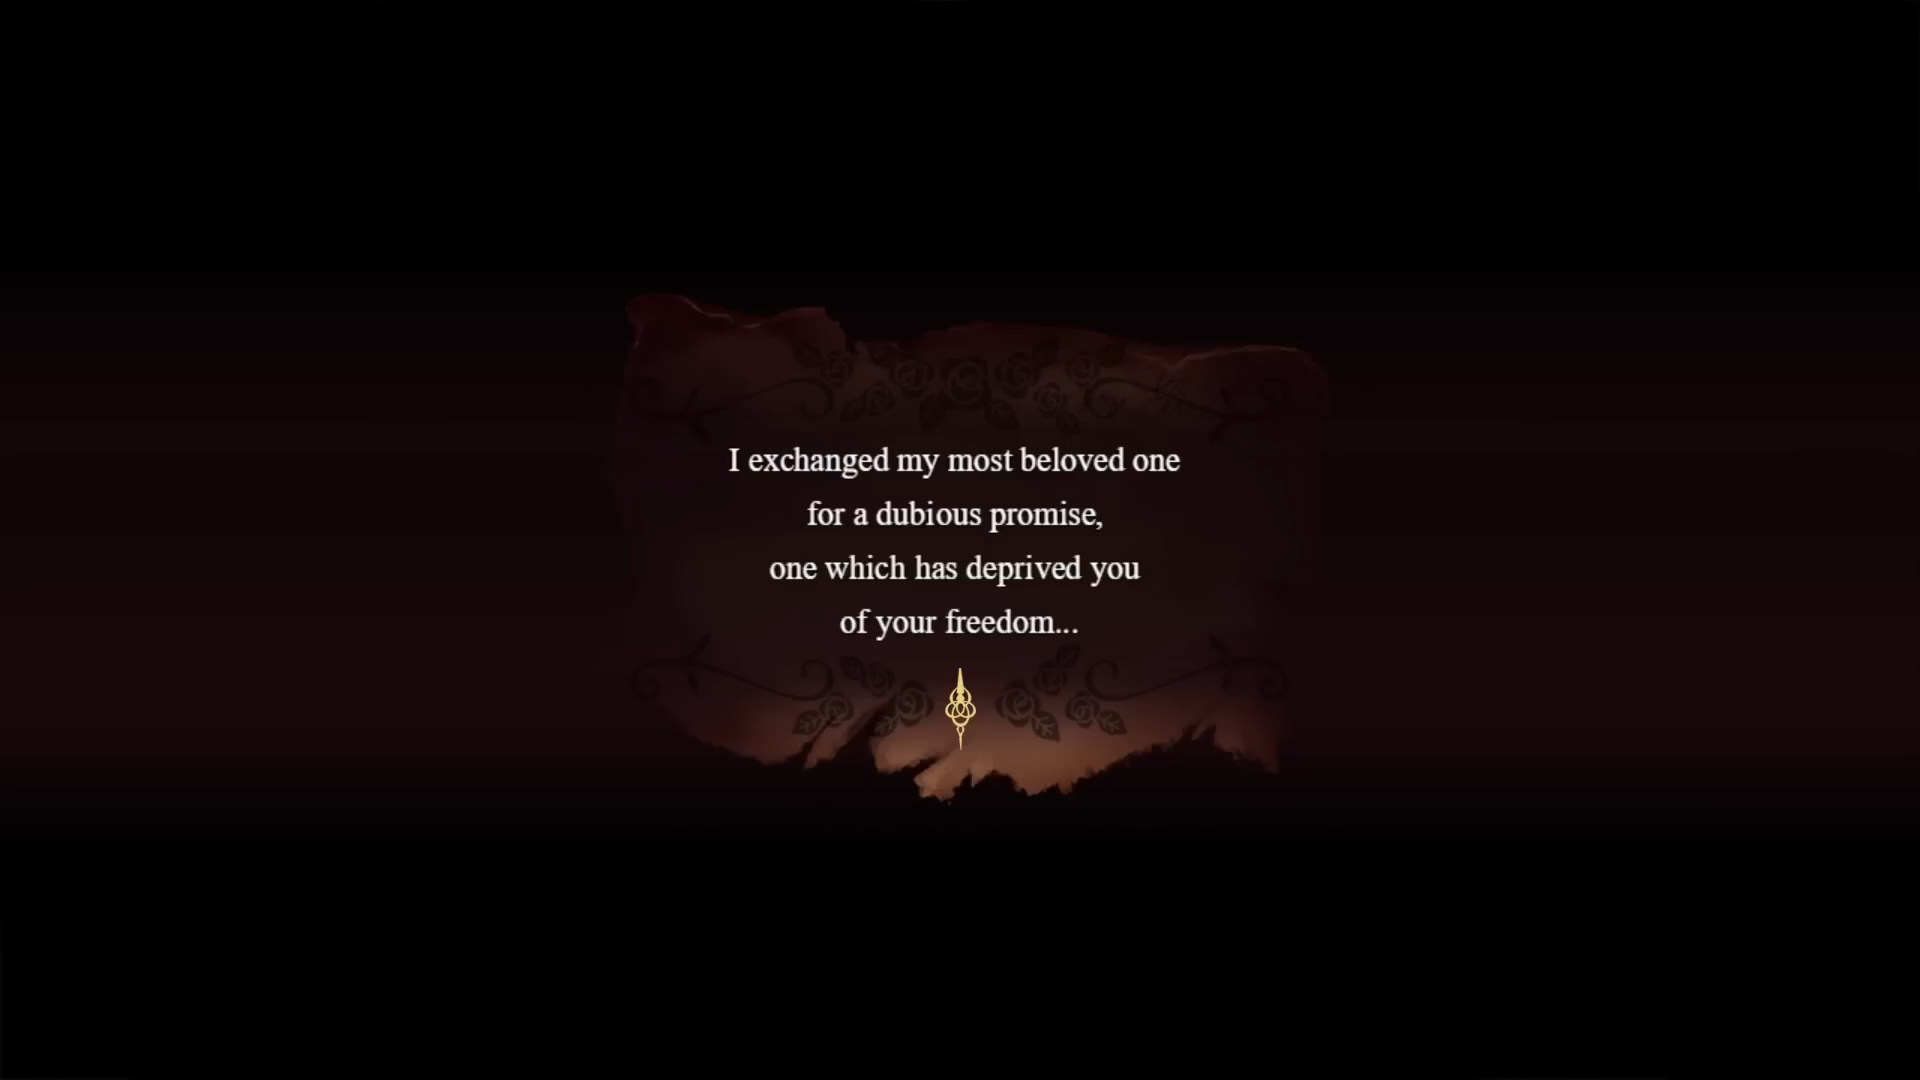 I exchanged my most beloved one
for a dubious promise,
one which has deprived you
of your freedom...